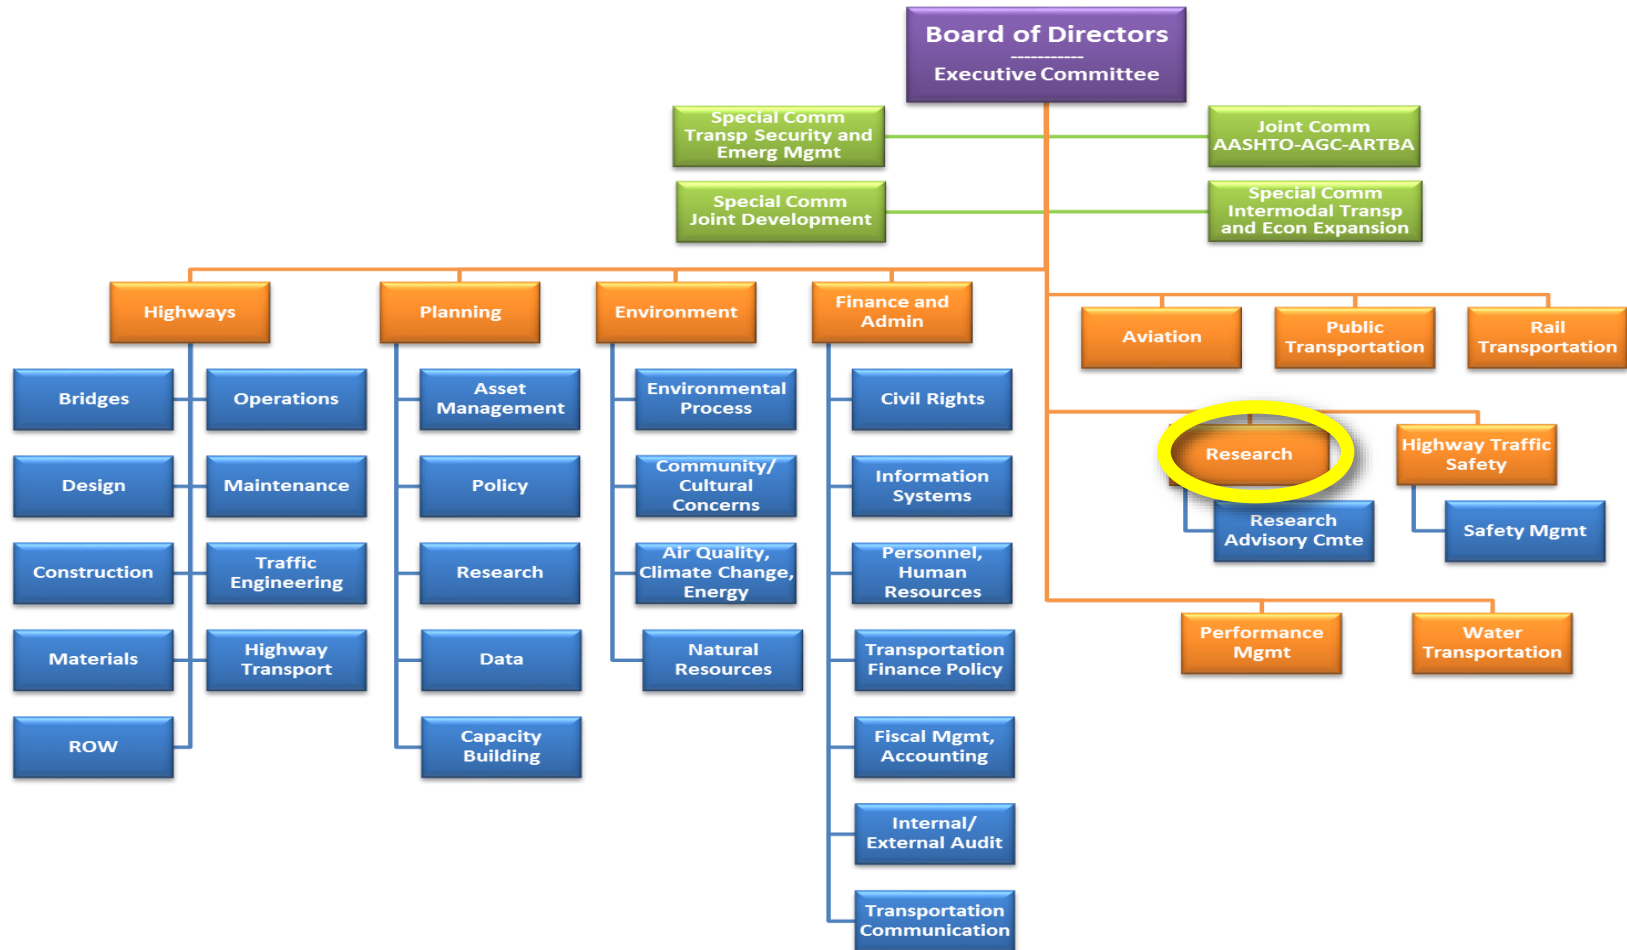 Board of Directors
-----------
Executive Committee
Special Comm
Transp Security and
Emerg Mgmt
Joint Comm
AASHTO-AGC-ARTBA
Special Comm
Joint Development
Special Comm
Intermodal Transp
and Econ Expansion
Highways
Planning
Environment
Finance and
Admin
Aviation
Public
Transportation
Rail
Transportation
Bridges
Operations
Asset
Management
Environmental
Process
Civil Rights
Research
Highway Traffic
Safety
Design
Maintenance
Policy
Community/
Cultural
Concerns
Information
Systems
Research
Advisory Cmte
Safety Mgmt
Construction
Traffic
Engineering
Research
Air Quality,
Climate Change,
Energy
Personnel,
Human
Resources
Performance
Mgmt
Water
Transportation
Materials
Highway
Transport
Data
Natural
Resources
Transportation
Finance Policy
ROW
Capacity
Building
Fiscal Mgmt,
Accounting
Internal/
External Audit
Transportation
Communication